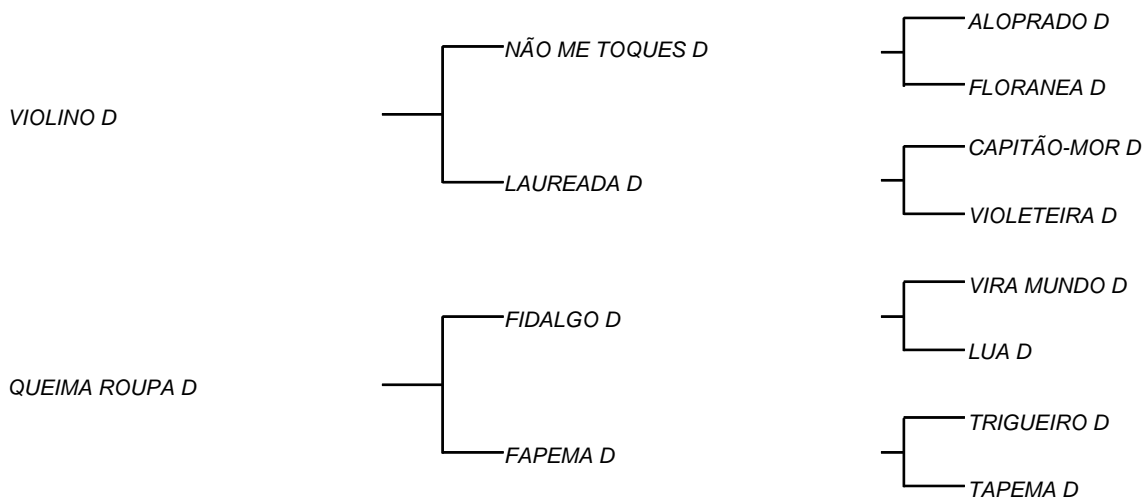 ALOPRADO D
NÃO ME TOQUES D
FLORANEA D
VIOLINO D
CAPITÃO-MOR D
LAUREADA D
VIOLETEIRA D
VIRA MUNDO D
FIDALGO D
LUA D
QUEIMA ROUPA D
TRIGUEIRO D
FAPEMA D
TAPEMA D